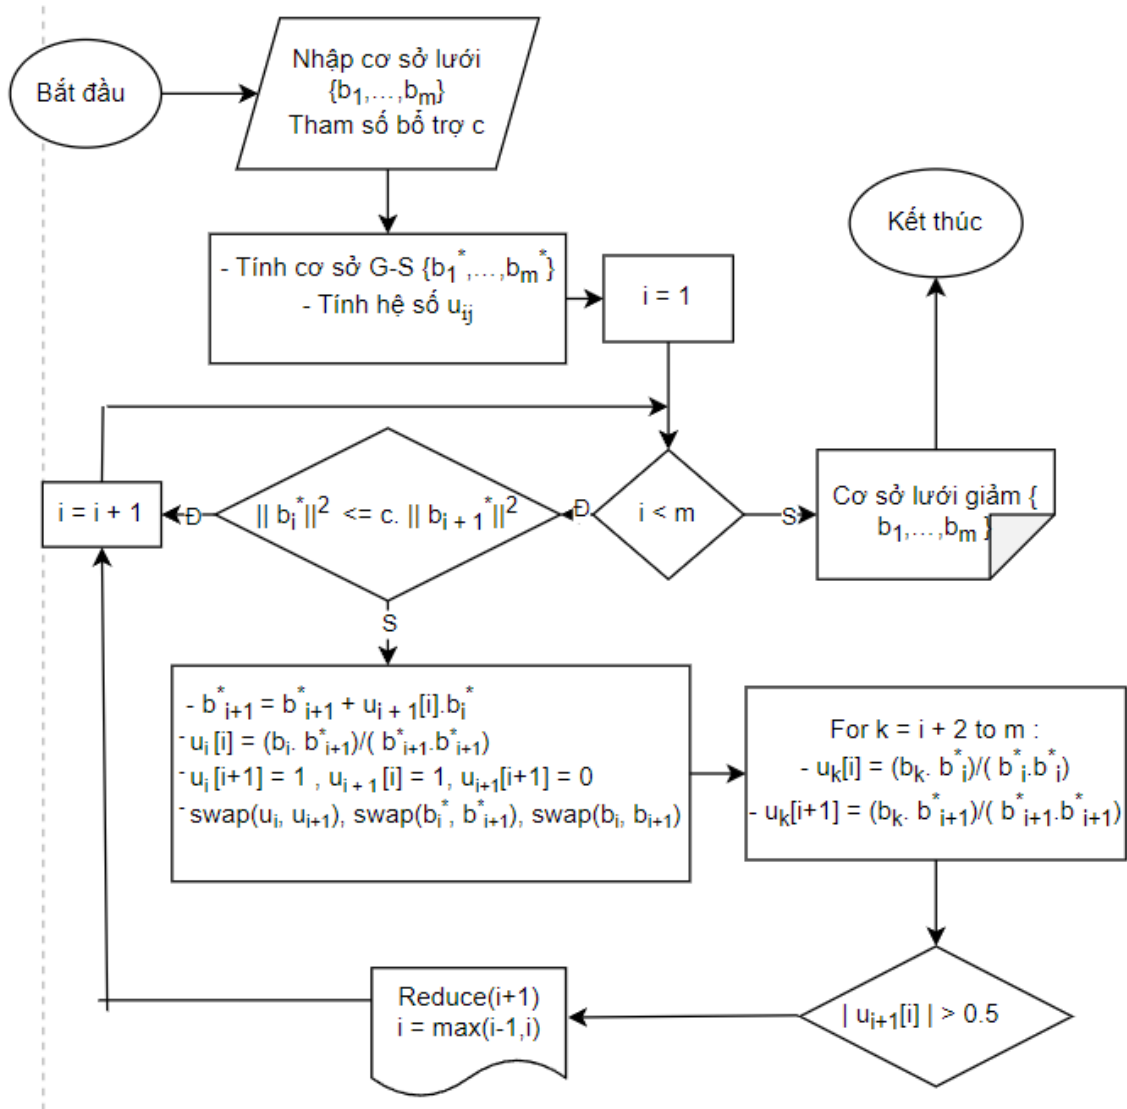 Bắt đầu
Nhập cơ sở lưới
{b₁,...,bₘ}
Tham số bổ trợ c
- Tính cơ sở G-S {b₁*,...,bₘ*}
- Tính hệ số uᵢⱼ
i = 1
Kết thúc
i = i + 1
Đ
|| bᵢ*||² <= c. || bᵢ ₊ ₁*||²
Đ
i < m
S
Cơ sở lưới giảm {
b₁,...,bₘ }
S
- b*ᵢ₊₁ = b*ᵢ₊₁ + uᵢ ₊ ₁[i].bᵢ*
- uᵢ [i] = (bᵢ. b*ᵢ₊₁)/( b*ᵢ₊₁.b*ᵢ₊₁)
- uᵢ [i+1] = 1 , uᵢ ₊ ₁ [i] = 1, uᵢ₊₁[i+1] = 0
- swap(uᵢ, uᵢ₊₁), swap(bᵢ*, b*ᵢ₊₁), swap(bᵢ, bᵢ₊₁)
For k = i + 2 to m :
- uₖ[i] = (bₖ. b*ᵢ)/( b*ᵢ.b*ᵢ)
- uₖ[i+1] = (bₖ. b*ᵢ₊₁)/( b*ᵢ₊₁.b*ᵢ₊₁)
| uᵢ₊₁[i] | > 0.5
Reduce(i+1)
i = max(i-1,i)